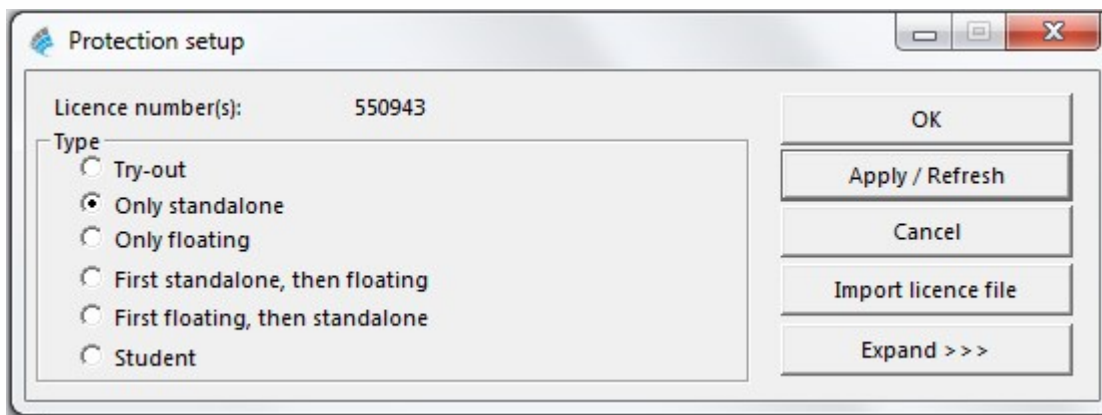 Protection setup
Licence number(s): 550943
Type
Try-out
Only standalone
Only floating
First standalone, then floating
First floating, then standalone
Student
OK
Apply / Refresh
Cancel
Import licence file
Expand >>>